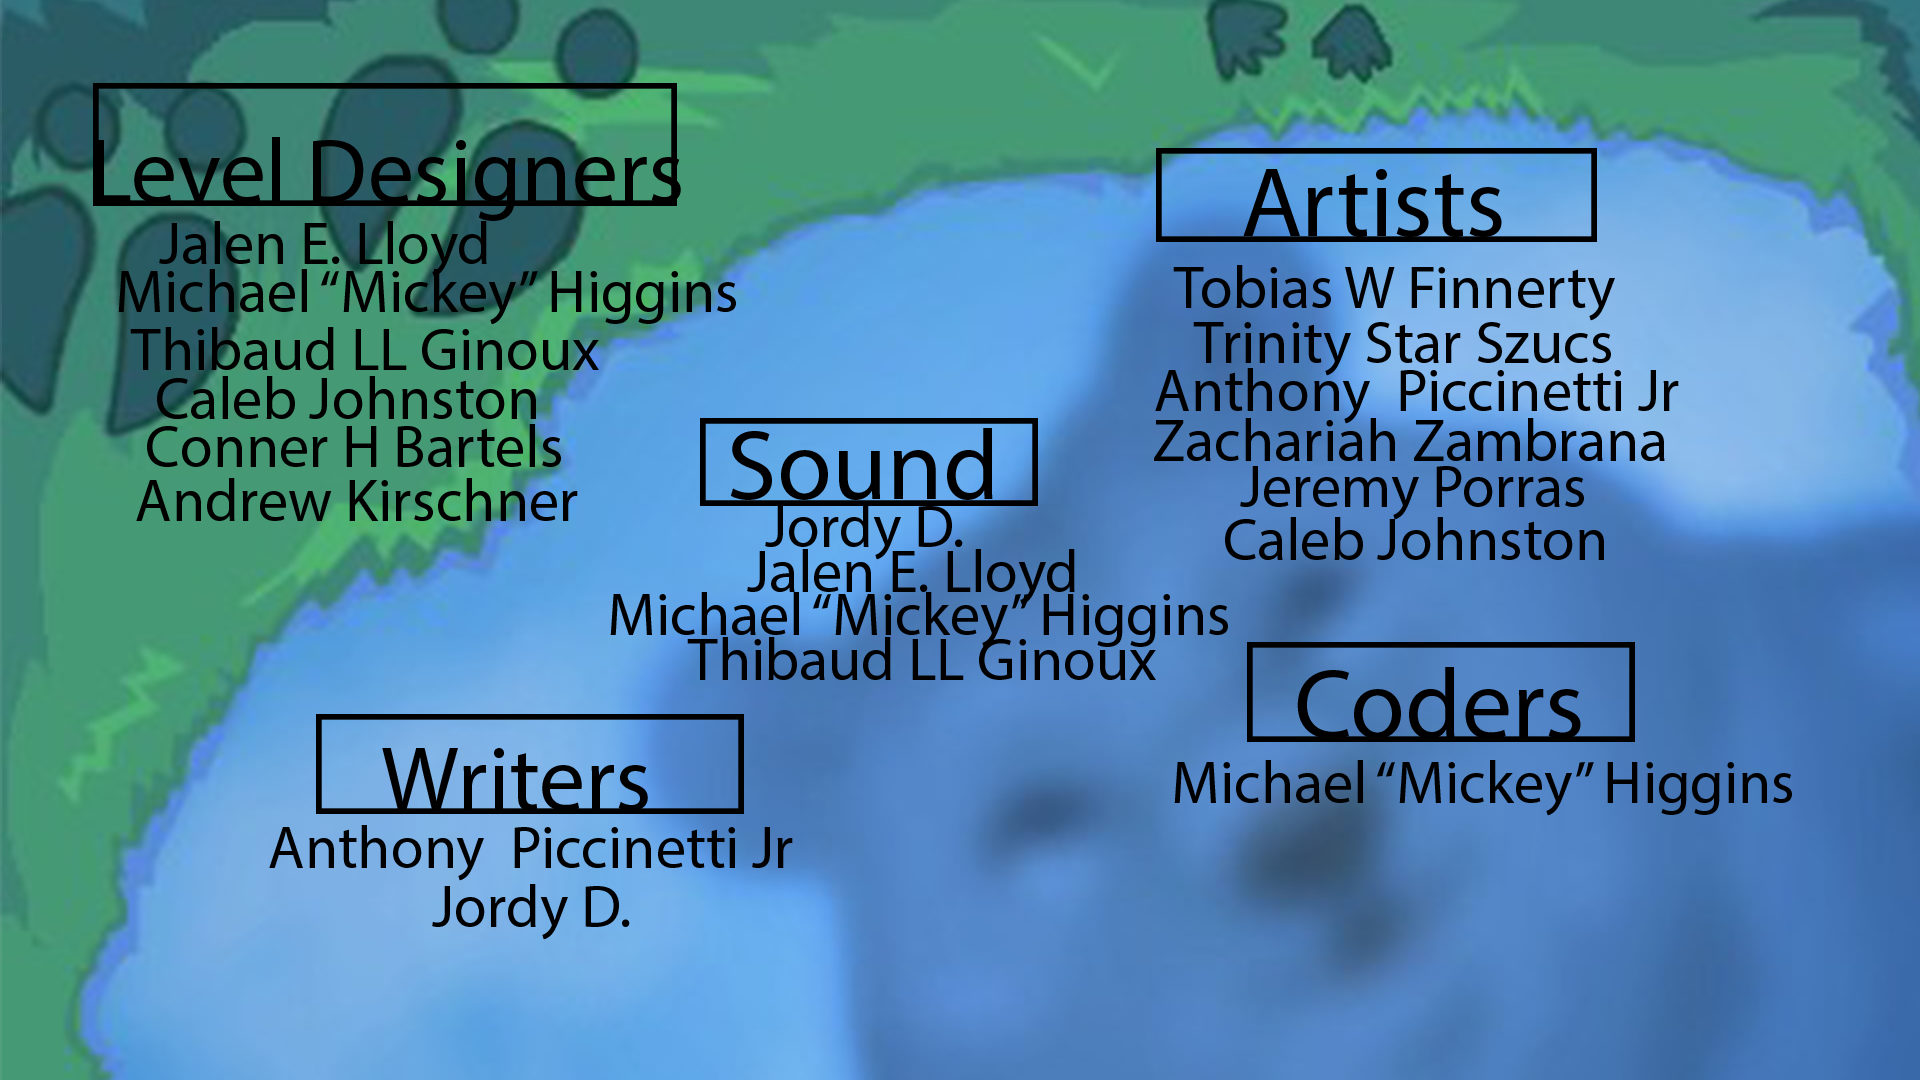 Level Designers
Jalen E. Lloyd
Michael “Mickey” Higgins
Thibaud LL Ginoux
Caleb Johnston
Conner H Bartels
Andrew Kirschner
Artists
Tobias W Finnerty
Trinity Star Szucs
Anthony  Piccinetti Jr
Zachariah Zambrana
Jeremy Porras
Caleb Johnston
Sound
Jordy D.
Jalen E. Lloyd
Michael “Mickey” Higgins
Thibaud LL Ginoux
Coders
Michael “Mickey” Higgins
Writers
Anthony  Piccinetti Jr
Jordy D.